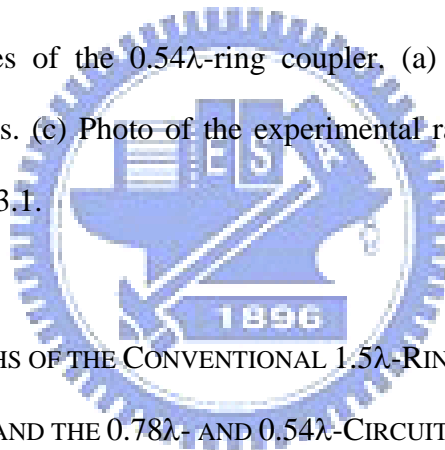 es of the 0.54λ-ring coupler. (a)
s. (c) Photo of the experimental ra
3.1.
E S A
1896
HS OF THE CONVENTIONAL 1.5λ-RIN
AND THE 0.78λ- AND 0.54λ-CIRCUIT